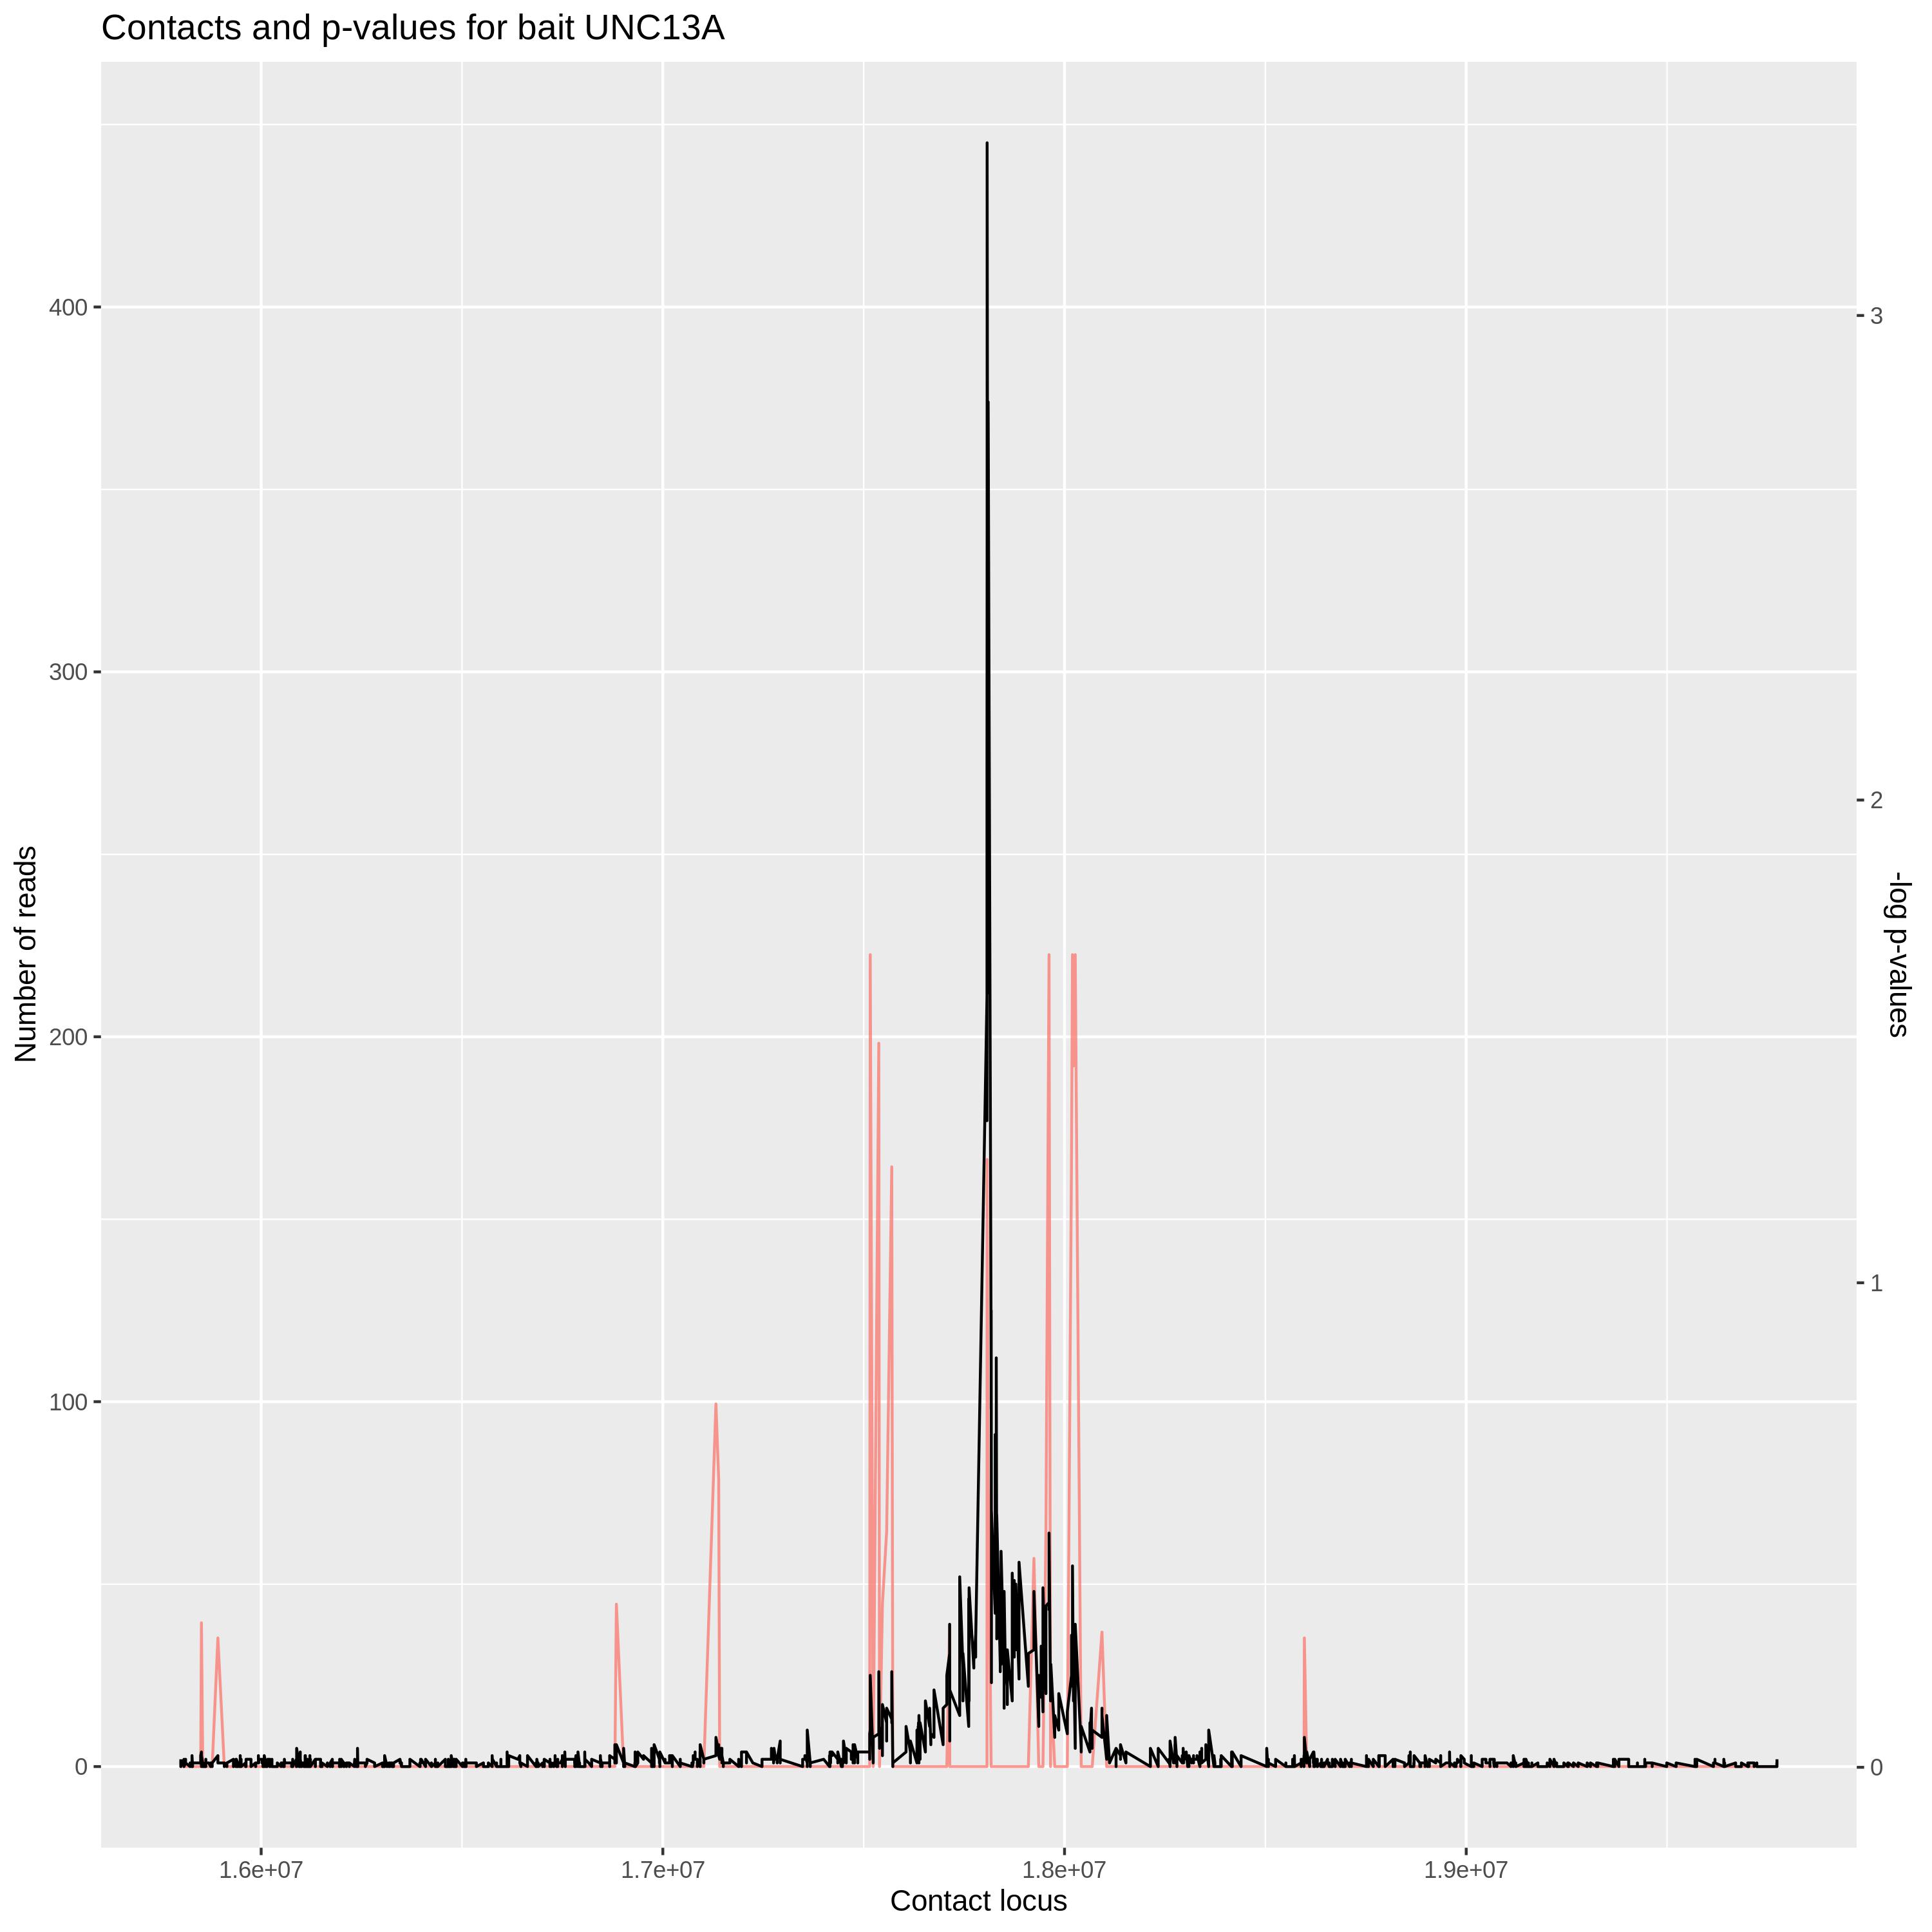 Contacts and p-values for bait UNC13A
Number of reads
400
300
200
100
0
3
2
1
0
-log p-values
1.6e+07
1.7e+07
1.8e+07
1.9e+07
Contact locus